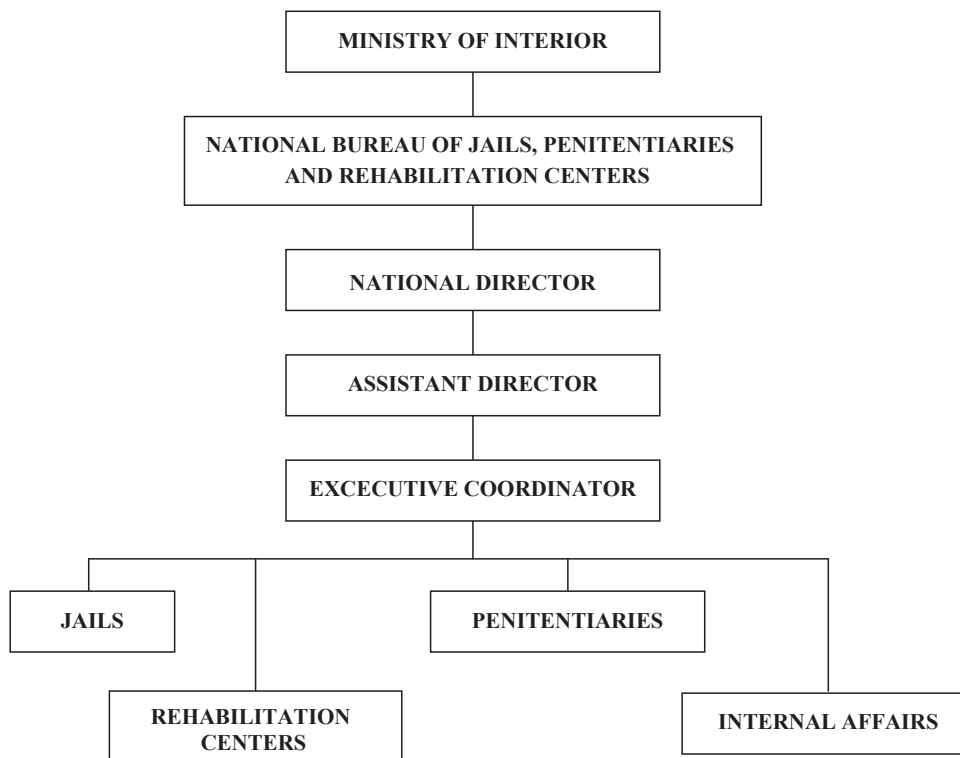 MINISTRY OF INTERIOR
NATIONAL BUREAU OF JAILS, PENITENTIARIES
AND REHABILITATION CENTERS
NATIONAL DIRECTOR
ASSISTANT DIRECTOR
EXCECUTIVE COORDINATOR
JAILS
PENITENTIARIES
REHABILITATION
CENTERS
INTERNAL AFFAIRS